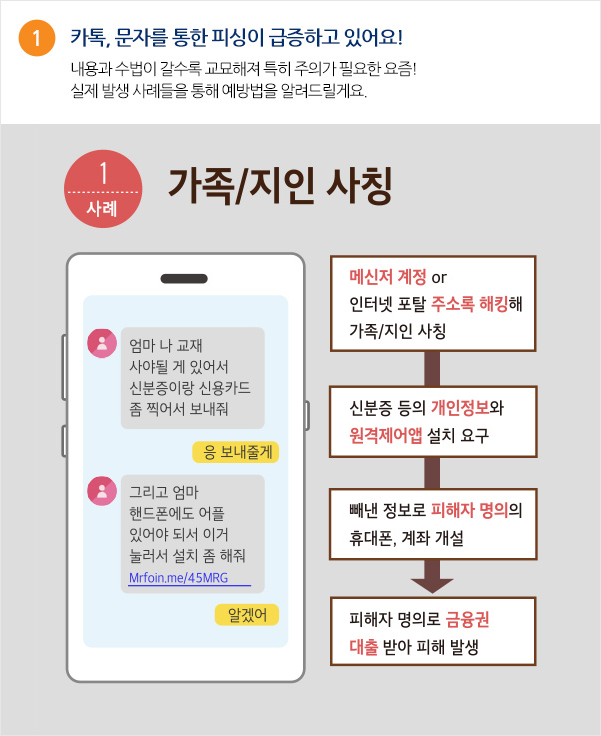 1
카톡, 문자를 통한 피싱이 급증하고 있어요!
내용과 수법이 갈수록 교묘해져 특히 주의가 필요한 요즘!
실제 발생 사례들을 통해 예방법을 알려드릴게요.
1
사례
가족/지인 사칭
엄마 나 교재
사야될 게 있어서
신분증이랑 신용카드
좀 찍어서 보내줘
응 보내줄게
그리고 엄마
핸드폰에도 어플
있어야 되서 이거
눌러서 설치 좀 해줘
Mrfoin.me/45MRG
알겠어
메신저 계정 or
인터넷 포탈 주소록 해킹해
가족/지인 사칭
신분증 등의 개인정보와
원격제어앱 설치 요구
빼낸 정보로 피해자 명의의
휴대폰, 계좌 개설
피해자 명의로 금융권
대출 받아 피해 발생